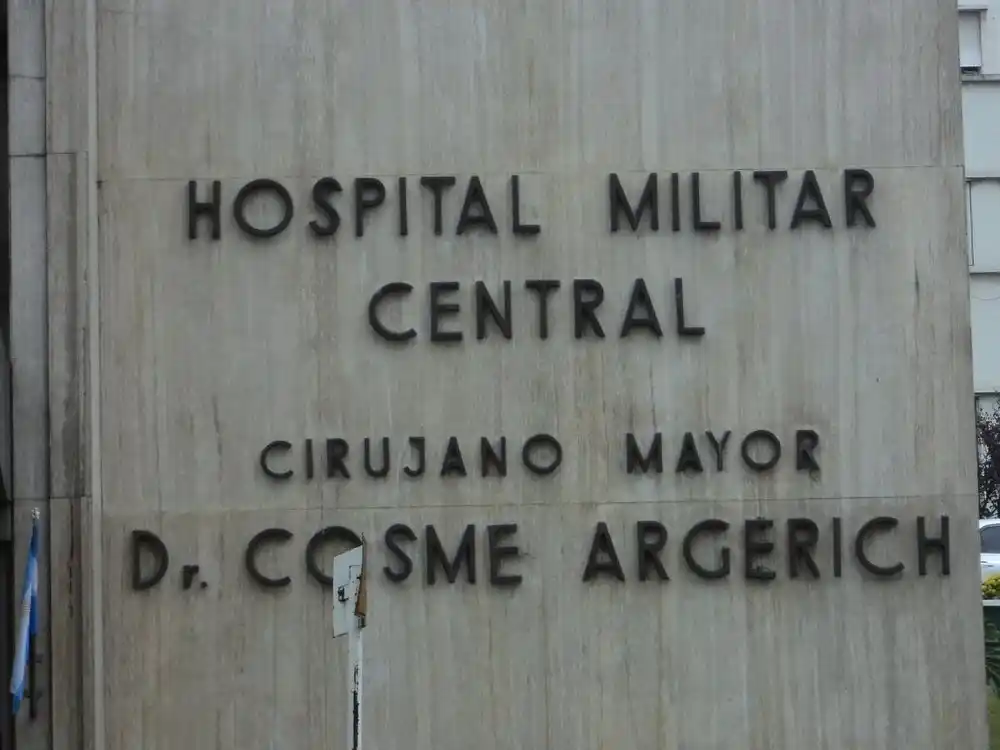 HOSPITAL MILITAR
CENTRAL
CIRUJANO MAYOR
Dr. COSME ARGERICH